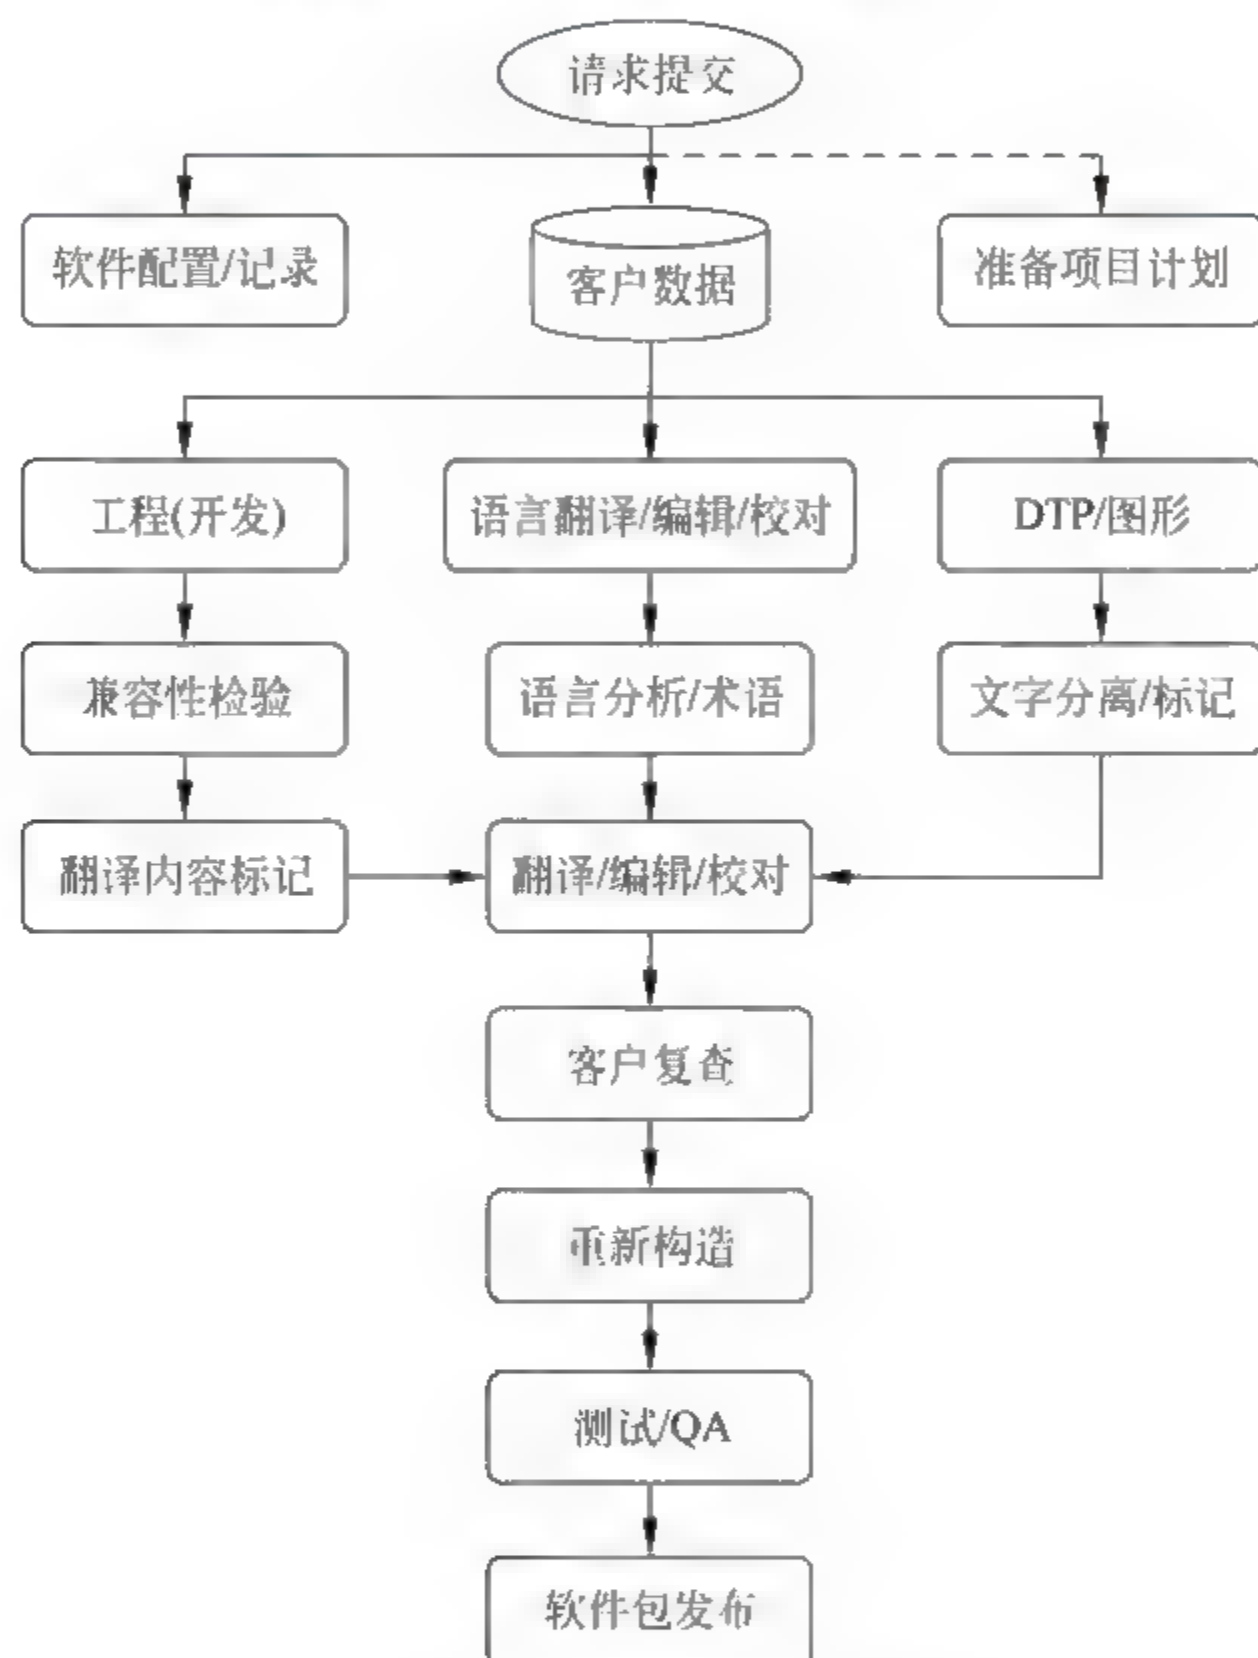 请求提交
软件配置/记录
客户数据
准备项目计划
工程(开发)
语言翻译/编辑/校对
DTP/图形
兼容性检验
语言分析/术语
文字分离/标记
翻译内容标记
翻译/编辑/校对
客户复查
重新构造
测试/QA
软件包发布